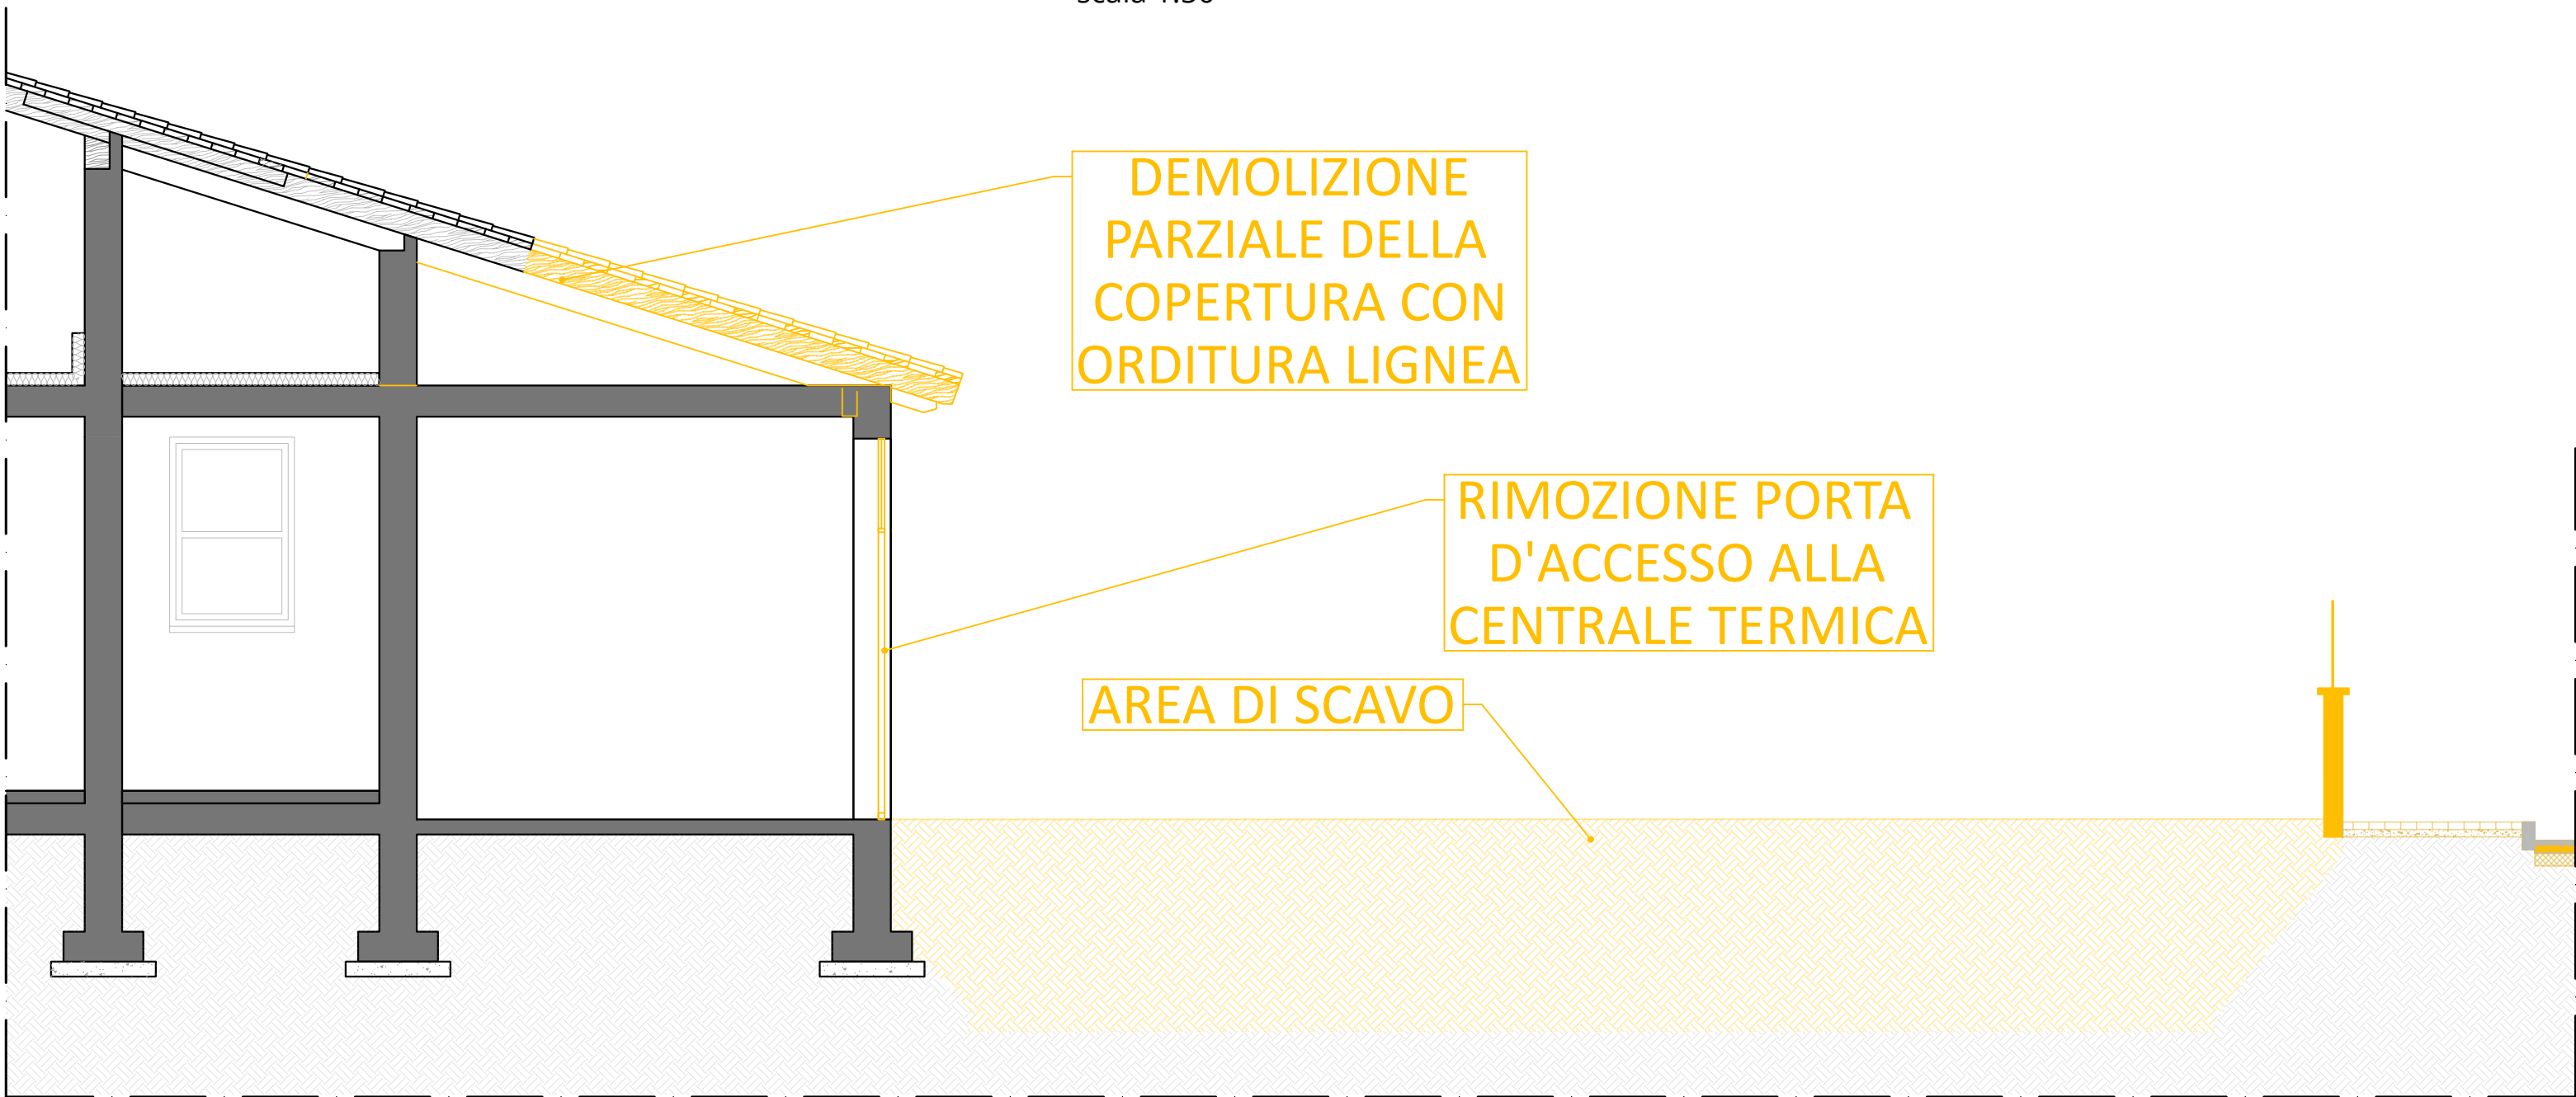 DEMOLIZIONE
PARZIALE DELLA
COPERTURA CON
ORDITURA LIGNEA
RIMOZIONE PORTA
D'ACCESSO ALLA
CENTRALE TERMICA
AREA DI SCAVO